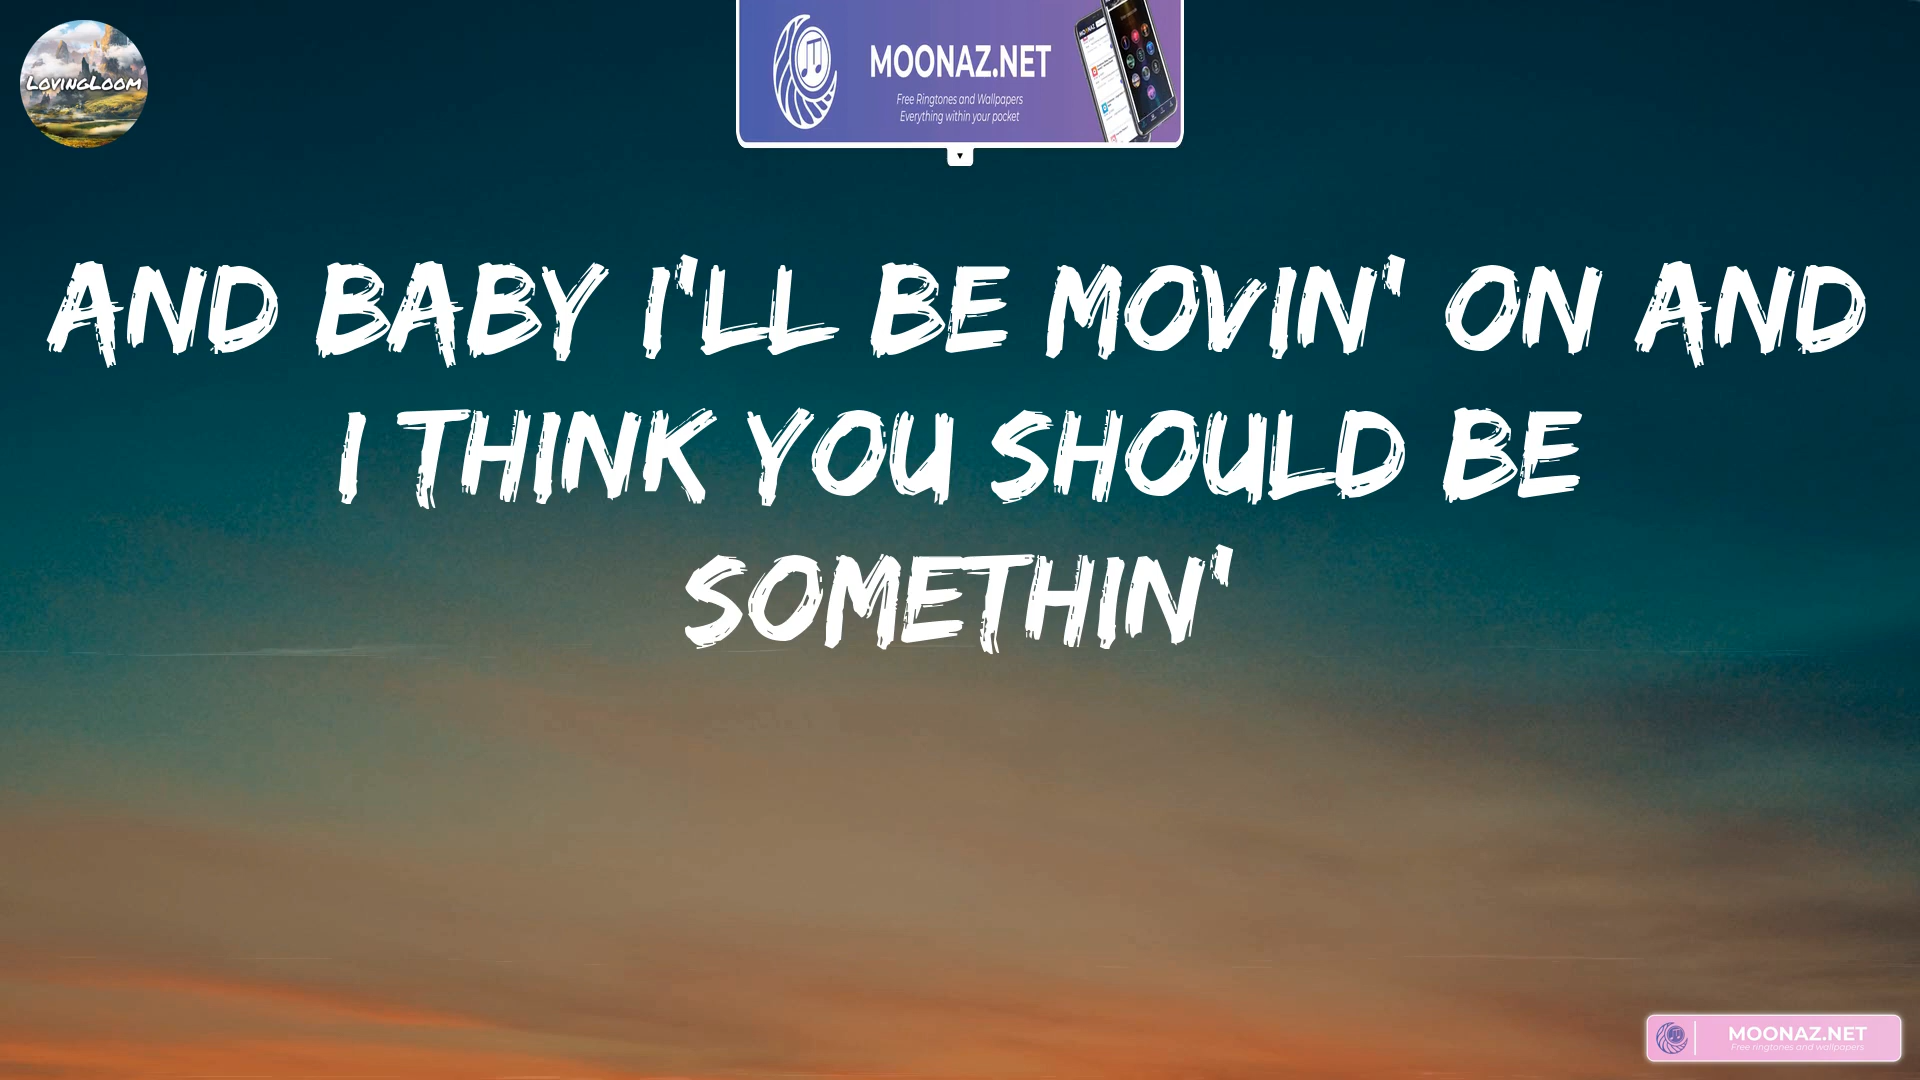 LovingLoom
MOONAZ.NET
Free Ringtones and Wallpapers
Everything within your pocket
AND BABY I'LL BE MOVIN' ON AND
I THINK YOU SHOULD BE
SOMETHIN'
MOONAZ.NET
Free ringtones and wallpapers